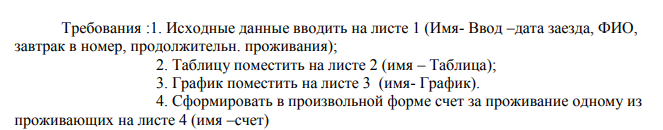 Требования :1. Исходные данные вводить на листе 1 (Имя- Ввод –дата заезда, ФИО,
завтрак в номер, продолжительн. проживания);
2. Таблицу поместить на листе 2 (имя – Таблица);
3. График поместить на листе 3 (имя- График).
4. Сформировать в произвольной форме счет за проживание одному из
проживающих на листе 4 (имя –счет)